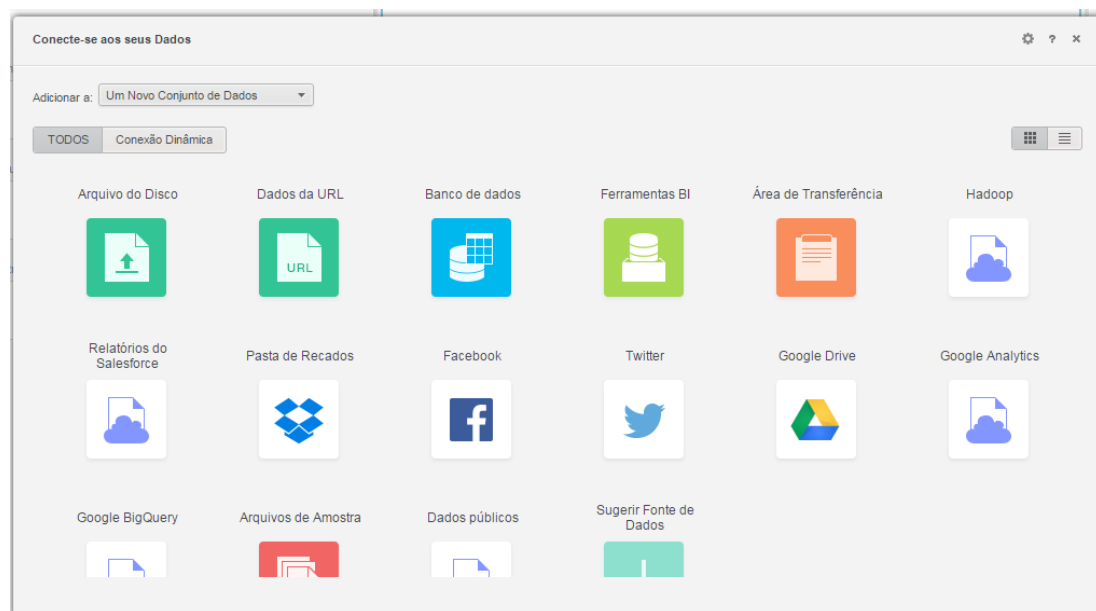 Conecte-se aos seus Dados
?
Adicionar a: Um Novo Conjunto de Dados
TODOS Conexão Dinâmica
Arquivo do Disco Dados da URL Banco de dados Ferramentas BI Área de Transferência Hadoop
URL
Relatórios do
Salesforce
Pasta de Recados Facebook Twitter Google Drive Google Analytics
Google BigQuery Arquivos de Amostra Dados públicos
Sugerir Fonte de
Dados